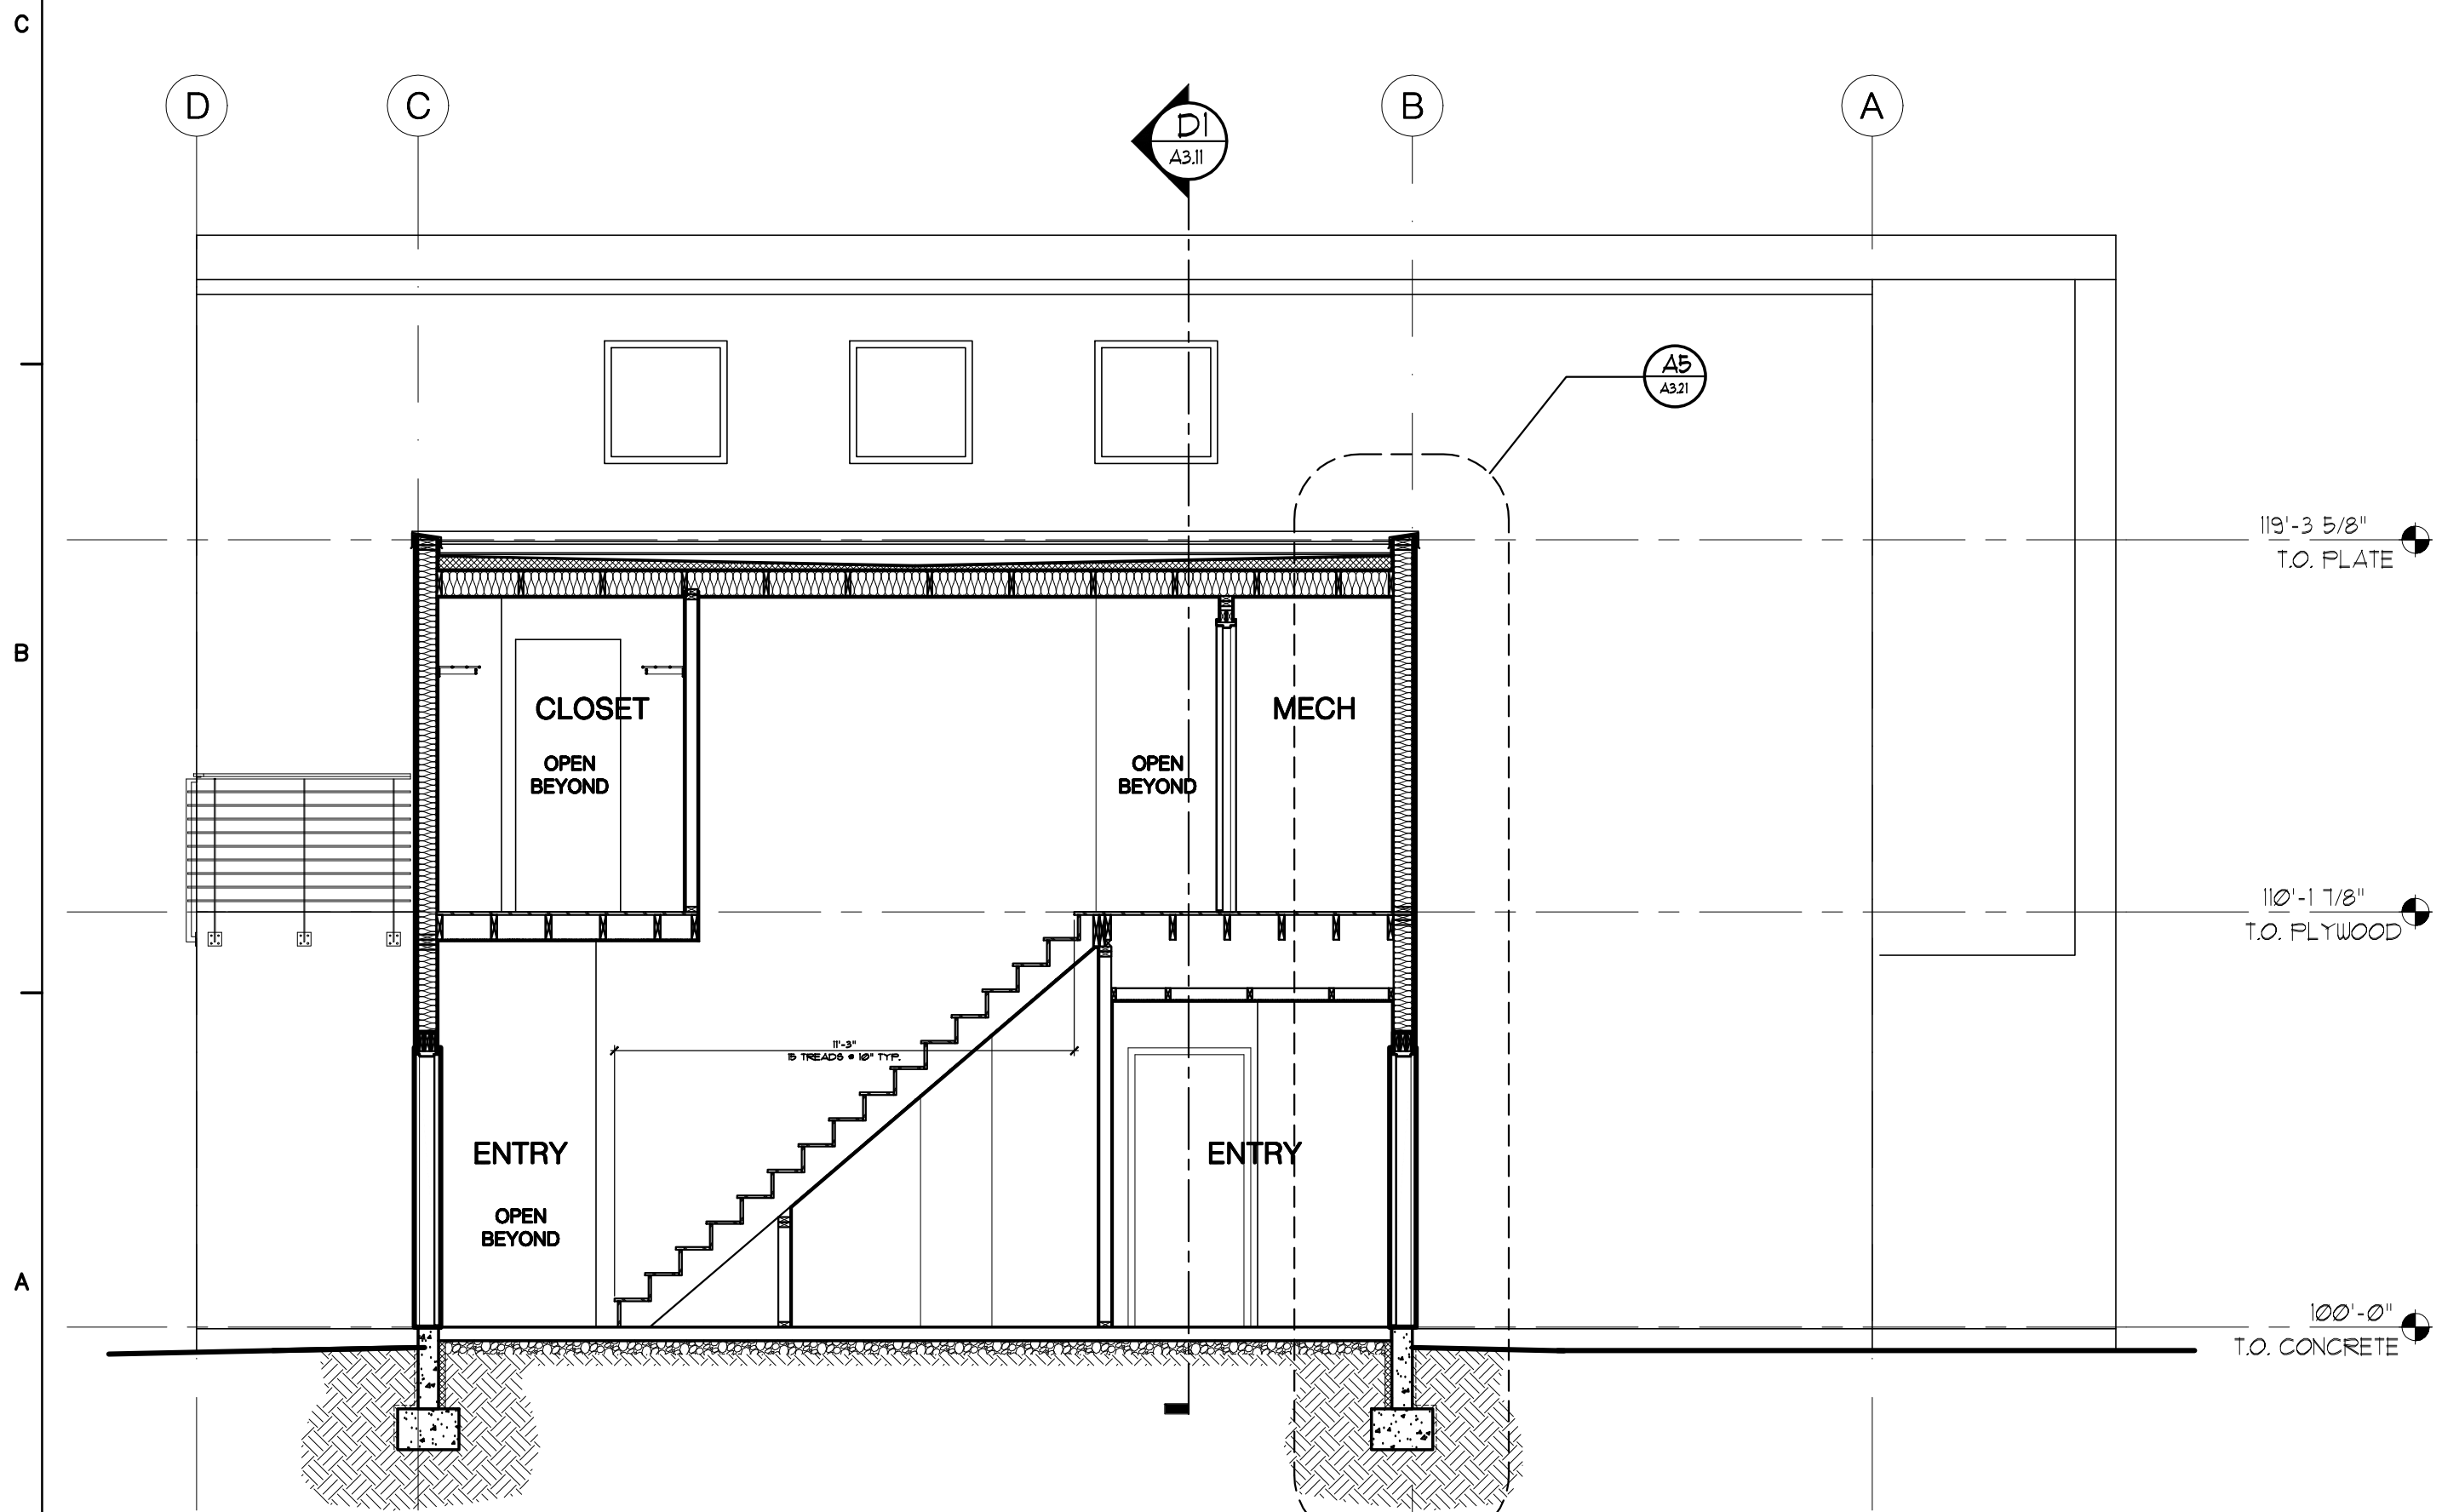 C
D
C
D1
A3.11
B
A
A5
A3.21
119'-3 5/8"
T.O. PLATE
B
CLOSET
MECH
OPEN
BEYOND
OPEN
BEYOND
110'-1 7/8"
T.O. PLYWOOD
11'-3"
15 TREADS @ 10" TYP.
ENTRY
ENTRY
OPEN
BEYOND
A
100'-0"
T.O. CONCRETE